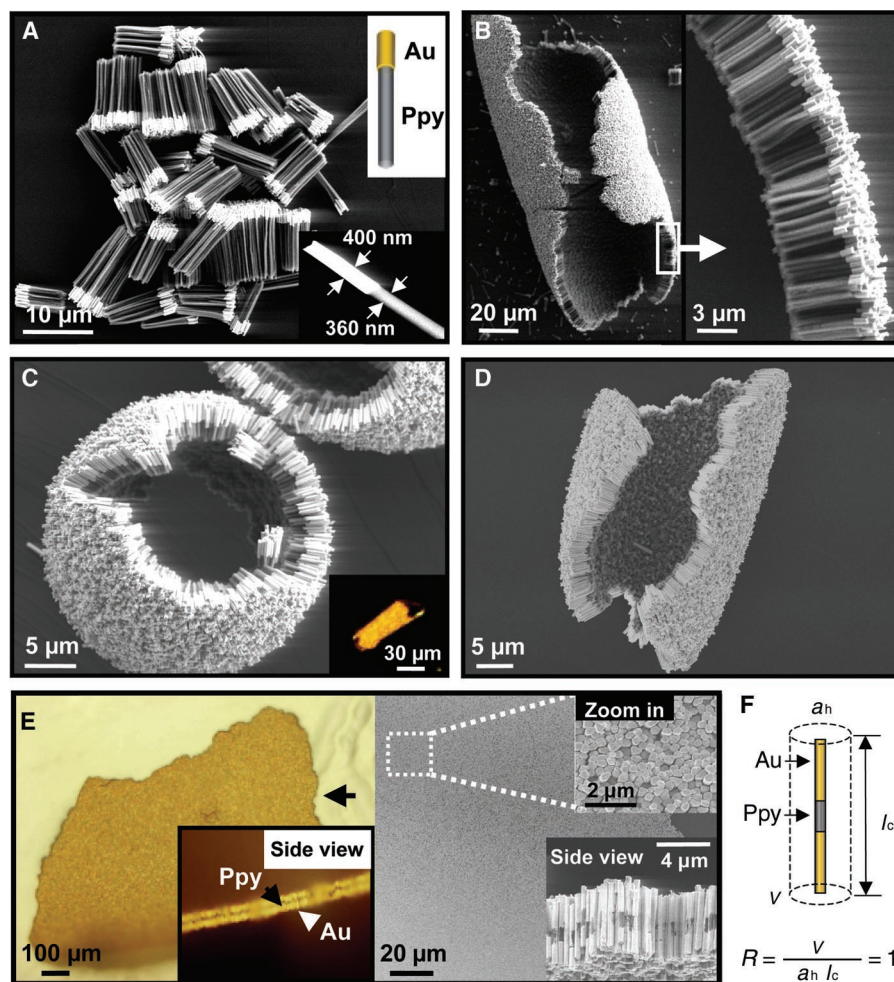 A
Au
Ppy
400 nm
360 nm
10 μm
B
20 μm
3 μm
C
5 μm
30 μm
D
5 μm
E
Zoom in
2 μm
Side view
Ppy
Au
100 μm
Side view
4 μm
20 μm
F
ah
Au
Ppy
lc
v
R = v / ah lc = 1